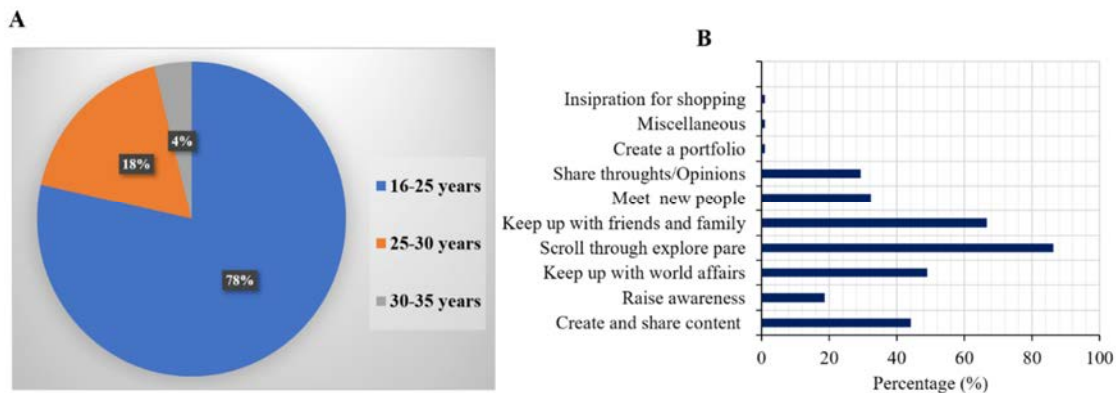 A
78%
18%
4%
16-25 years
25-30 years
30-35 years
B
Insipration for shopping
Miscellaneous
Create a portfolio
Share throughts/Opinions
Meet new people
Keep up with friends and family
Scroll through explore pare
Keep up with world affairs
Raise awareness
Create and share content
0 20 40 60 80 100
Percentage (%)